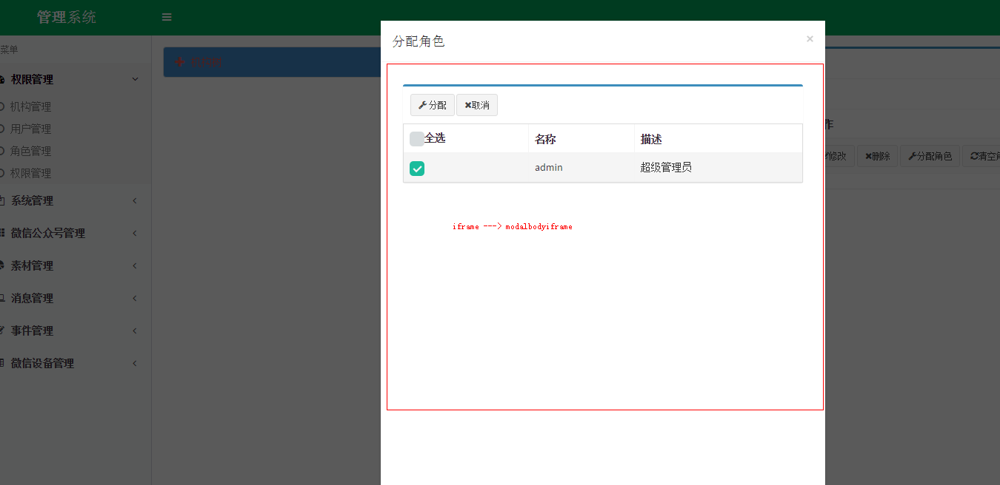 管理系统
菜单
权限管理
机构管理
用户管理
角色管理
权限管理
系统管理
微信公众号管理
素材管理
消息管理
事件管理
微信设备管理
分配角色 ×
分配 取消
全选 名称 描述
admin 超级管理员
iframe ---> modalbodyiframe
作
修改 删除 分配角色 清空角